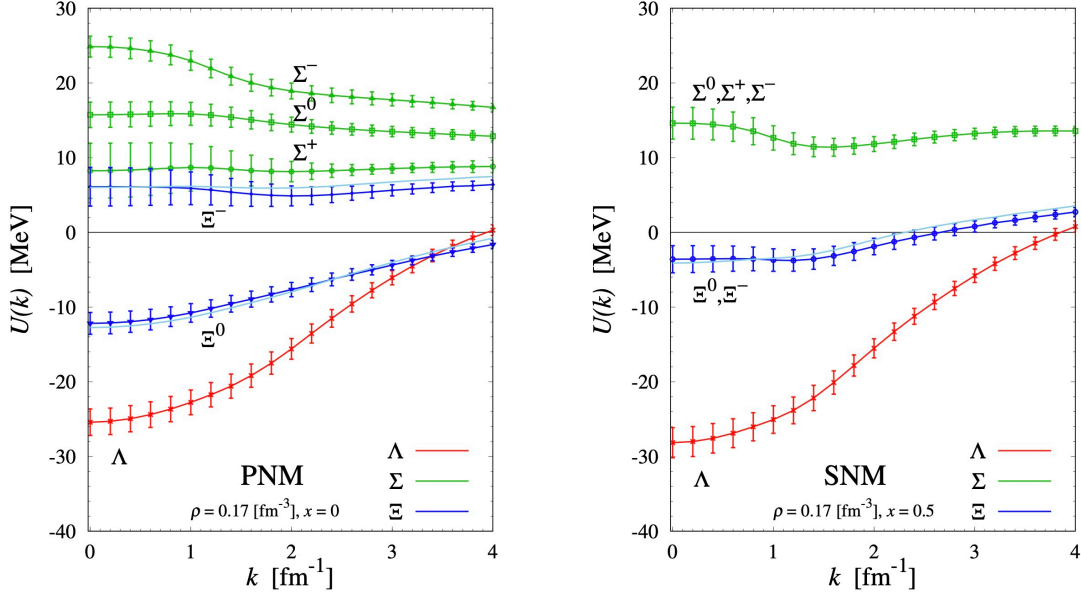 30
20
10
0
-10
-20
-30
-40
U(k) [MeV]
Σ⁻
Σ⁰
Σ⁺
Ξ⁻
Ξ⁰
Λ
PNM
ρ = 0.17 [fm⁻³], x = 0
Λ
Σ
Ξ
0 1 2 3 4
k [fm⁻¹]
30
20
10
0
-10
-20
-30
-40
U(k) [MeV]
Σ⁰,Σ⁺,Σ⁻
Ξ⁰,Ξ⁻
Λ
SNM
ρ = 0.17 [fm⁻³], x = 0.5
Λ
Σ
Ξ
0 1 2 3 4
k [fm⁻¹]